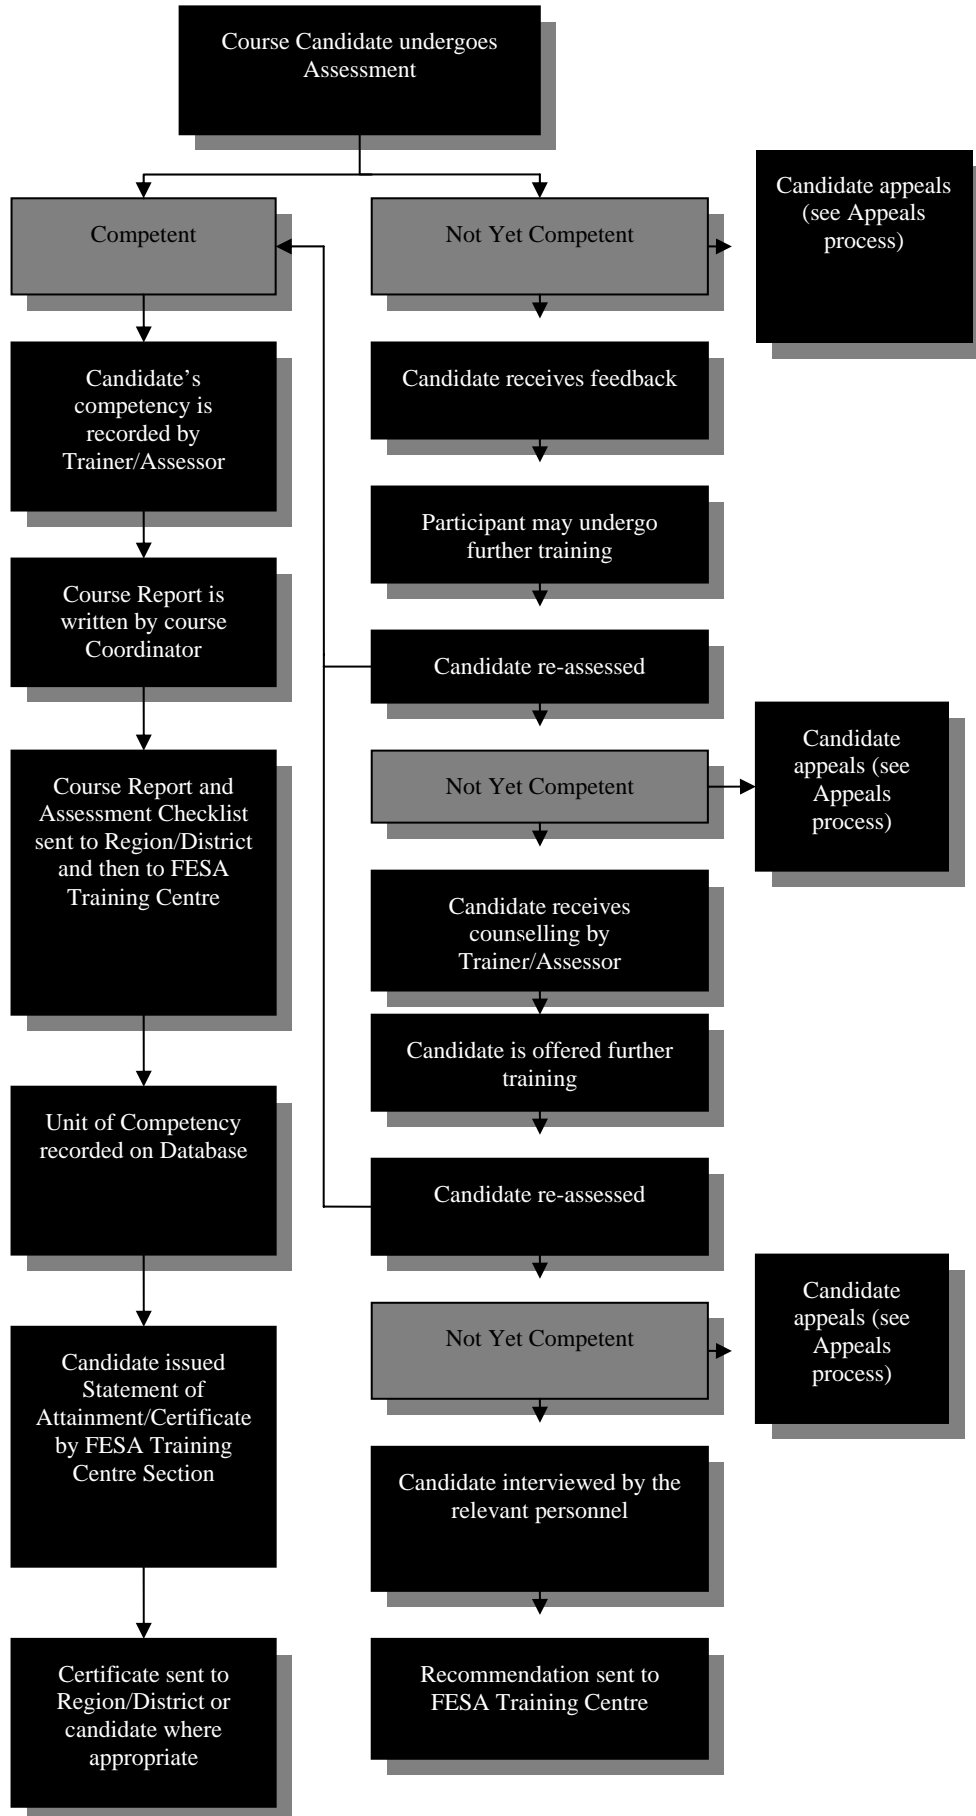 Course Candidate undergoes
Assessment
Competent
Not Yet Competent
Candidate appeals
(see Appeals
process)
Candidate’s
competency is
recorded by
Trainer/Assessor
Candidate receives feedback
Participant may undergo
further training
Course Report is
written by course
Coordinator
Candidate re-assessed
Course Report and
Assessment Checklist
sent to Region/District
and then to FESA
Training Centre
Not Yet Competent
Candidate
appeals (see
Appeals
process)
Candidate receives
counselling by
Trainer/Assessor
Candidate is offered further
training
Unit of Competency
recorded on Database
Candidate re-assessed
Candidate issued
Statement of
Attainment/Certificate
by FESA Training
Centre Section
Not Yet Competent
Candidate
appeals (see
Appeals
process)
Candidate interviewed by the
relevant personnel
Certificate sent to
Region/District or
candidate where
appropriate
Recommendation sent to
FESA Training Centre